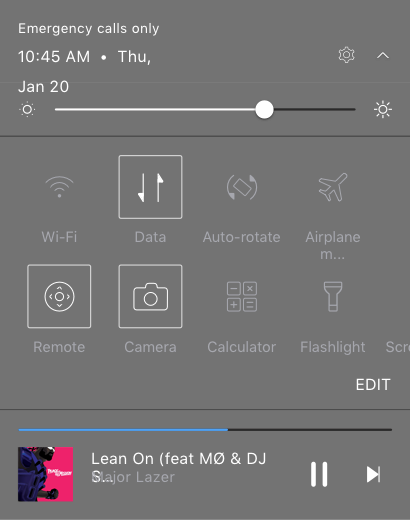 Emergency calls only
10:45 AM • Thu,
Jan 20
Wi-Fi
Data
Auto-rotate
Airplane
m...
Remote
Camera
Calculator
Flashlight
Scre
EDIT
Lean On (feat MØ & DJ
S...
Major Lazer